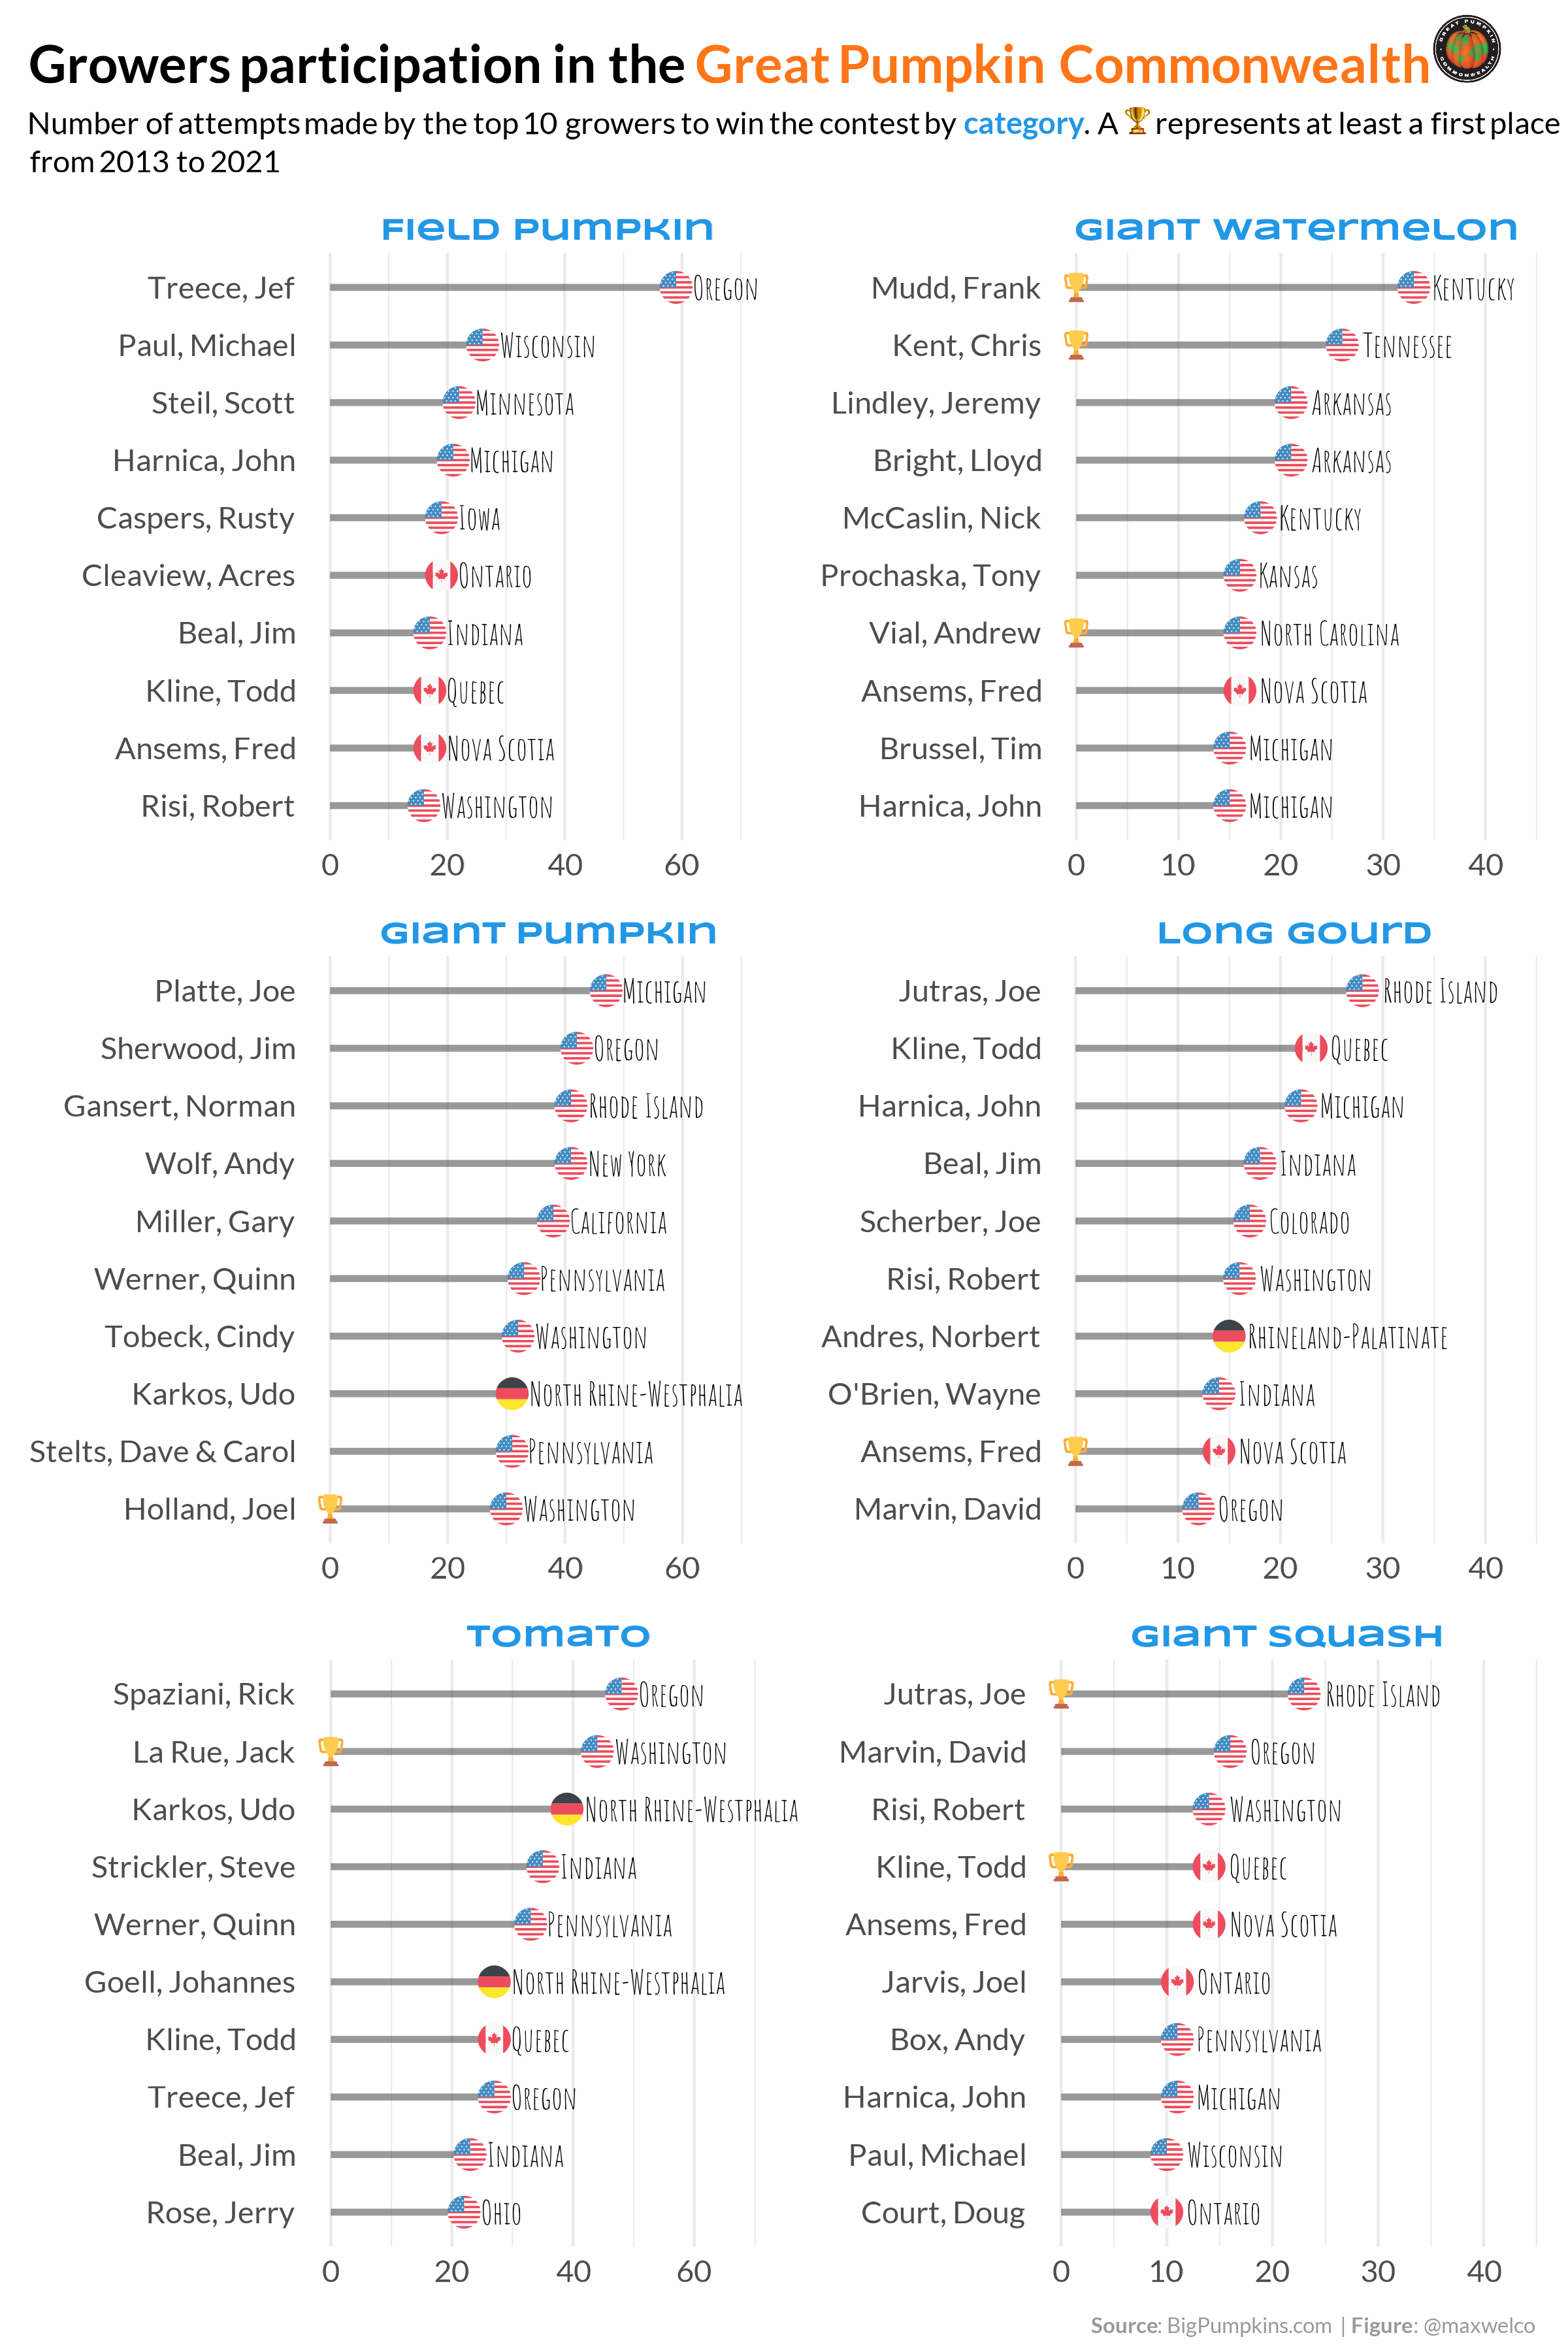 Growers participation in the Great Pumpkin Commonwealth
GREAT PUMPKIN COMMONWEALTH
Number of attempts made by the top 10 growers to win the contest by category. A 🏆 represents at least a first place
from 2013 to 2021
Field Pumpkin
Treece, Jef Oregon
Paul, Michael Wisconsin
Steil, Scott Minnesota
Harnica, John Michigan
Caspers, Rusty Iowa
Cleaview, Acres Ontario
Beal, Jim Indiana
Kline, Todd Quebec
Ansems, Fred Nova Scotia
Risi, Robert Washington
0 20 40 60
Giant Watermelon
Mudd, Frank Kentucky
Kent, Chris Tennessee
Lindley, Jeremy Arkansas
Bright, Lloyd Arkansas
McCaslin, Nick Kentucky
Prochaska, Tony Kansas
Vial, Andrew North Carolina
Ansems, Fred Nova Scotia
Brussel, Tim Michigan
Harnica, John Michigan
0 10 20 30 40
Giant Pumpkin
Platte, Joe Michigan
Sherwood, Jim Oregon
Gansert, Norman Rhode Island
Wolf, Andy New York
Miller, Gary California
Werner, Quinn Pennsylvania
Tobeck, Cindy Washington
Karkos, Udo North Rhine-Westphalia
Stelts, Dave & Carol Pennsylvania
Holland, Joel Washington
0 20 40 60
Long Gourd
Jutras, Joe Rhode Island
Kline, Todd Quebec
Harnica, John Michigan
Beal, Jim Indiana
Scherber, Joe Colorado
Risi, Robert Washington
Andres, Norbert Rhineland-Palatinate
O'Brien, Wayne Indiana
Ansems, Fred Nova Scotia
Marvin, David Oregon
0 10 20 30 40
Tomato
Spaziani, Rick Oregon
La Rue, Jack Washington
Karkos, Udo North Rhine-Westphalia
Strickler, Steve Indiana
Werner, Quinn Pennsylvania
Goell, Johannes North Rhine-Westphalia
Kline, Todd Quebec
Treece, Jef Oregon
Beal, Jim Indiana
Rose, Jerry Ohio
0 20 40 60
Giant Squash
Jutras, Joe Rhode Island
Marvin, David Oregon
Risi, Robert Washington
Kline, Todd Quebec
Ansems, Fred Nova Scotia
Jarvis, Joel Ontario
Box, Andy Pennsylvania
Harnica, John Michigan
Paul, Michael Wisconsin
Court, Doug Ontario
0 10 20 30 40
Source: BigPumpkins.com | Figure: @maxwelco